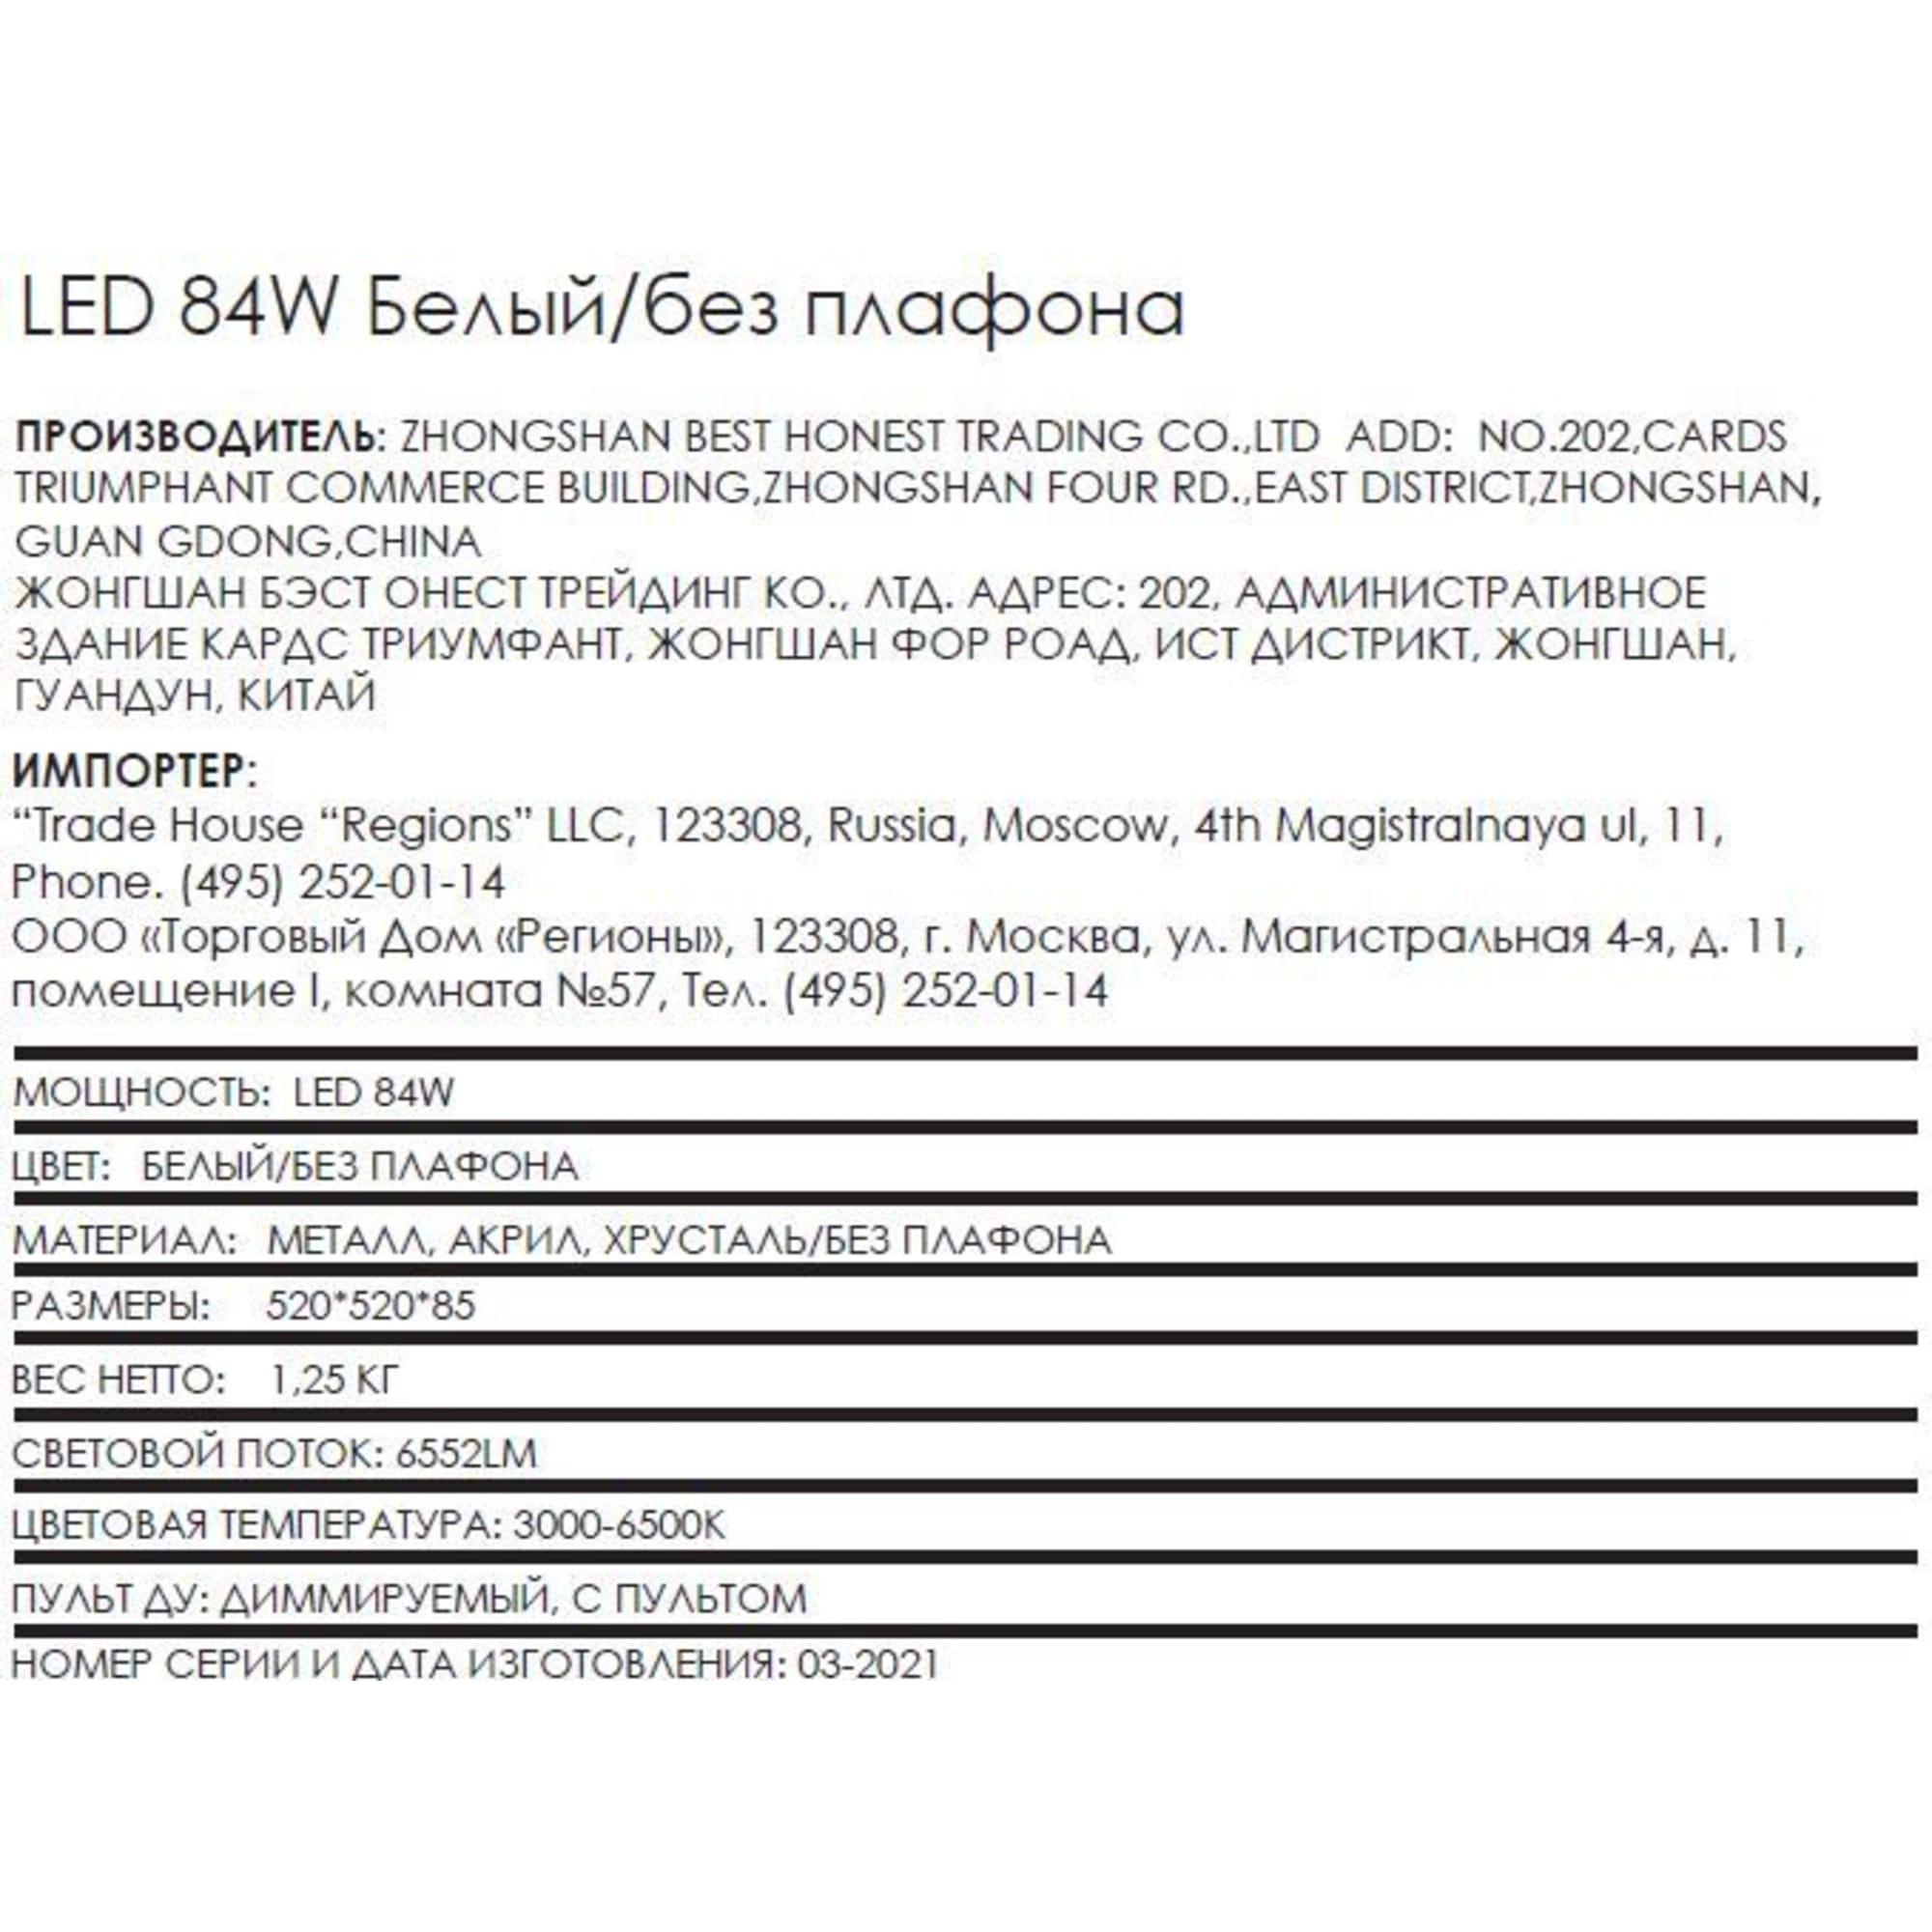 LED 84W Белый/без плафона
ПРОИЗВОДИТЕЛЬ: ZHONGSHAN BEST HONEST TRADING CO.,LTD ADD: NO.202,CARDS
TRIUMPHANT COMMERCE BUILDING,ZHONGSHAN FOUR RD.,EAST DISTRICT,ZHONGSHAN,
GUAN GDONG,CHINA
ЖОНГШАН БЭСТ ОНЕСТ ТРЕЙДИНГ КО., ЛТД. АДРЕС: 202, АДМИНИСТРАТИВНОЕ
ЗДАНИЕ КАРДС ТРИУМФАНТ, ЖОНГШАН ФОР РОАД, ИСТ ДИСТРИКТ, ЖОНГШАН,
ГУАНДУН, КИТАЙ
ИМПОРТЕР:
“Trade House “Regions” LLC, 123308, Russia, Moscow, 4th Magistralnaya ul, 11,
Phone. (495) 252-01-14
ООО «Торговый Дом «Регионы», 123308, г. Москва, ул. Магистральная 4-я, д. 11,
помещение I, комната №57, Тел. (495) 252-01-14
МОЩНОСТЬ: LED 84W
ЦВЕТ: БЕЛЫЙ/БЕЗ ПЛАФОНА
МАТЕРИАЛ: МЕТАЛЛ, АКРИЛ, ХРУСТАЛЬ/БЕЗ ПЛАФОНА
РАЗМЕРЫ: 520*520*85
ВЕС НЕТТО: 1,25 КГ
СВЕТОВОЙ ПОТОК: 6552LM
ЦВЕТОВАЯ ТЕМПЕРАТУРА: 3000-6500К
ПУЛЬТ ДУ: ДИММИРУЕМЫЙ, С ПУЛЬТОМ
НОМЕР СЕРИИ И ДАТА ИЗГОТОВЛЕНИЯ: 03-2021